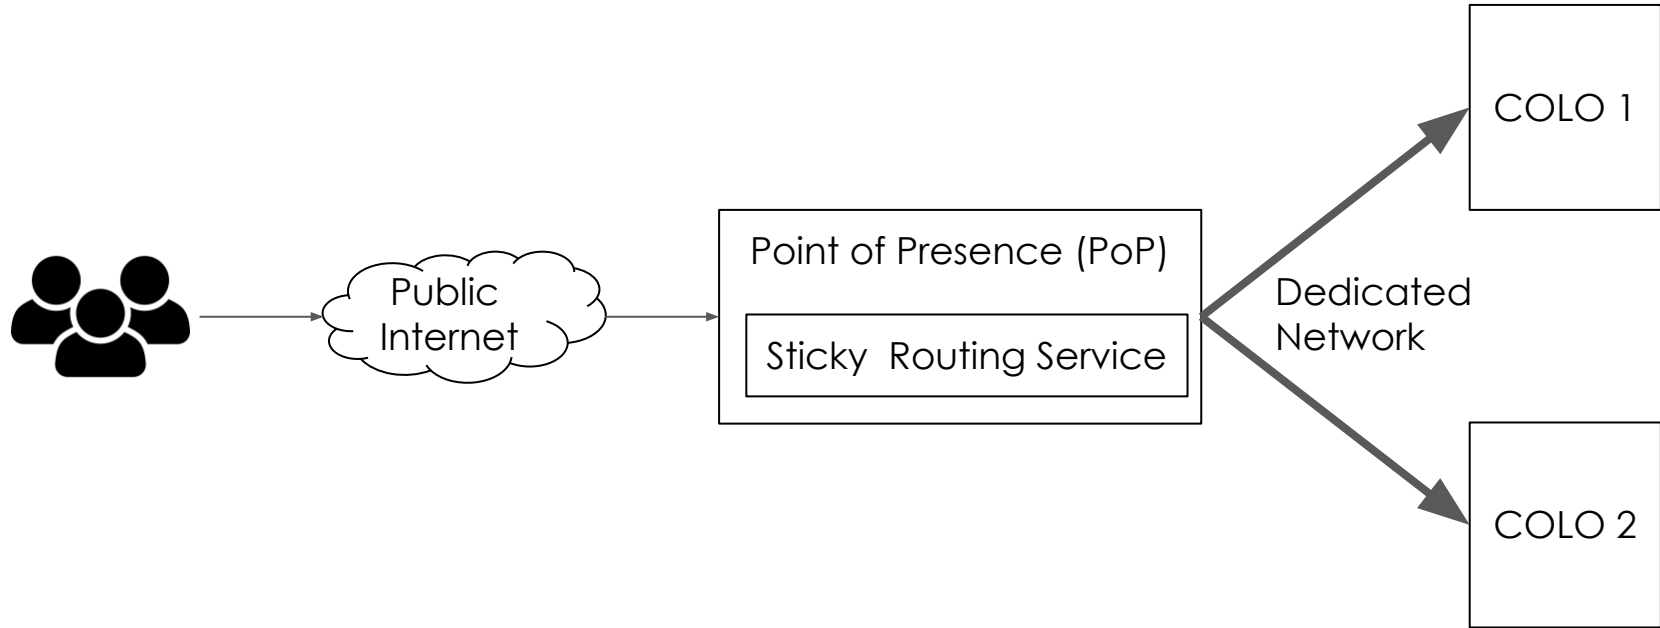 COLO 1
Point of Presence (PoP)
Public
Internet
Dedicated
Network
Sticky Routing Service
COLO 2